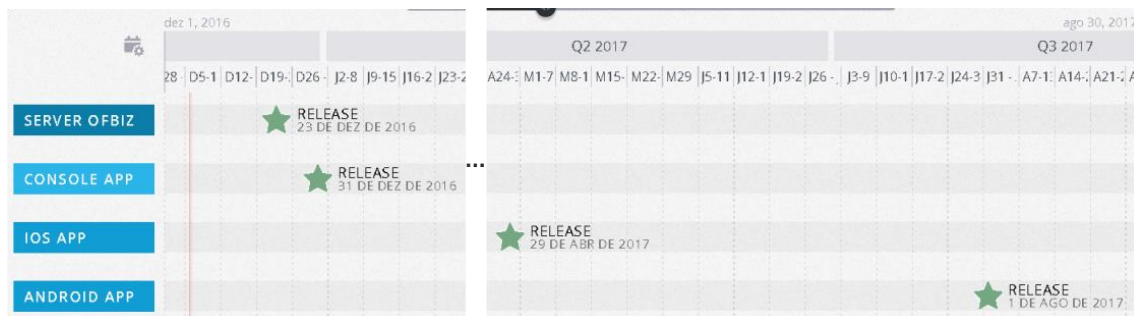 dez 1, 2016
ago 30, 2017
Q2 2017
Q3 2017
28 - D5-1 D12- D19- D26 - J2-8 J9-15 J16-2 J23-2
A24- M1-7 M8-1 M15- M22- M29 J5-11 J12-1 J19-2 J26 - J3-9 J10-1 J17-2 J24-3 J31 - A7-1 A14- A21-
SERVER OFBIZ
RELEASE
23 DE DEZ DE 2016
CONSOLE APP
RELEASE
31 DE DEZ DE 2016
...
IOS APP
RELEASE
29 DE ABR DE 2017
ANDROID APP
RELEASE
1 DE AGO DE 2017